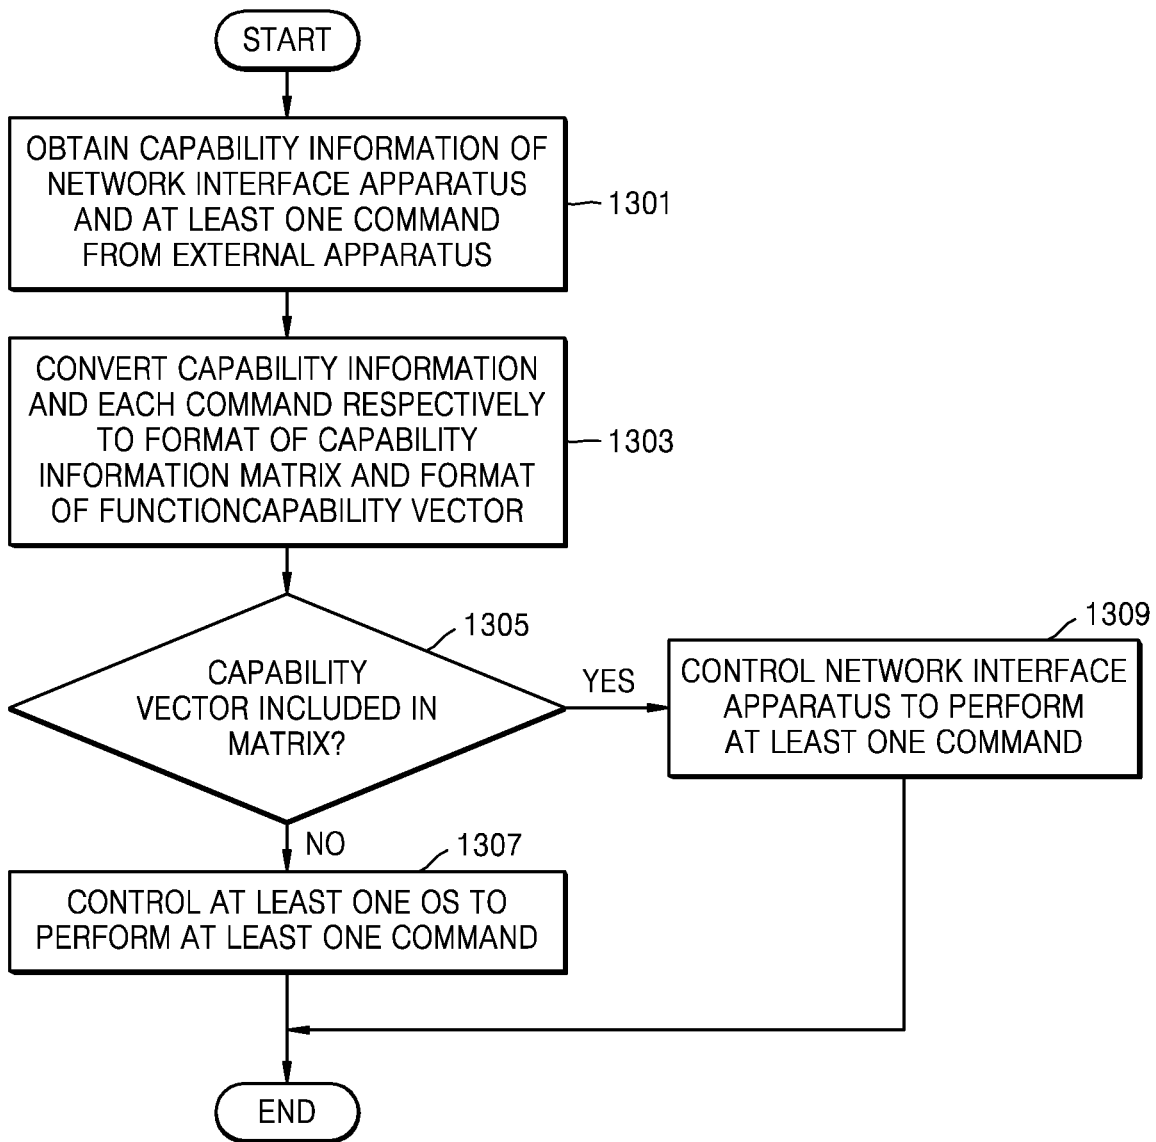 START
OBTAIN CAPABILITY INFORMATION OF
NETWORK INTERFACE APPARATUS
AND AT LEAST ONE COMMAND
FROM EXTERNAL APPARATUS
1301
CONVERT CAPABILITY INFORMATION
AND EACH COMMAND RESPECTIVELY
TO FORMAT OF CAPABILITY
INFORMATION MATRIX AND FORMAT
OF FUNCTIONCAPABILITY VECTOR
1303
1305
CAPABILITY
VECTOR INCLUDED IN
MATRIX?
YES
1309
CONTROL NETWORK INTERFACE
APPARATUS TO PERFORM
AT LEAST ONE COMMAND
NO
1307
CONTROL AT LEAST ONE OS TO
PERFORM AT LEAST ONE COMMAND
END